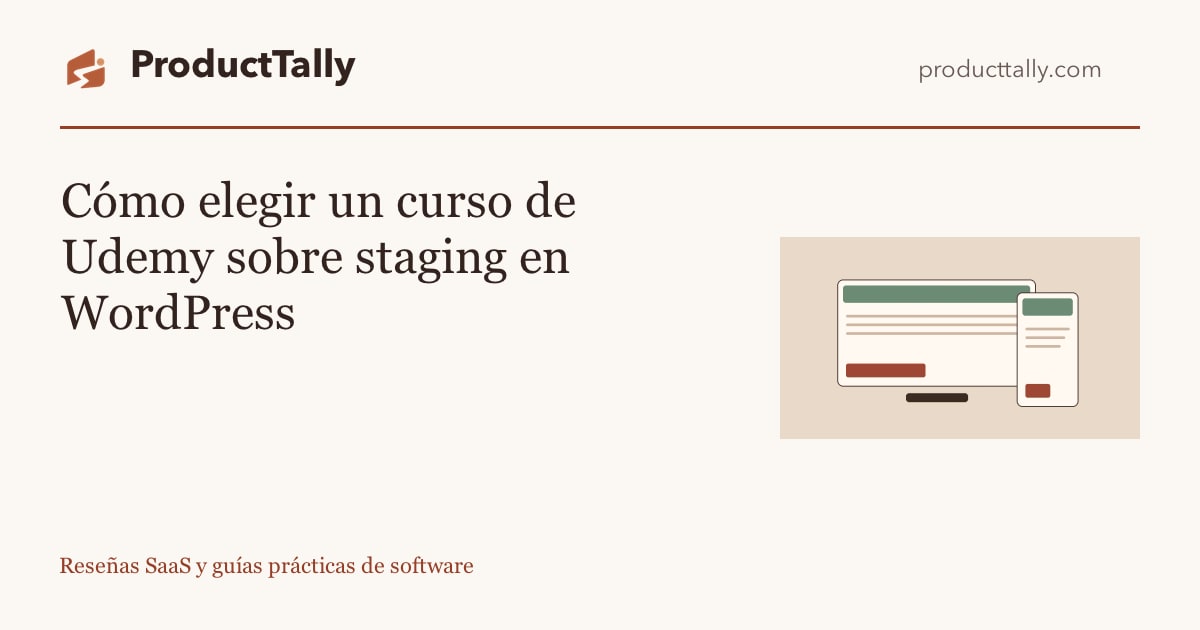 ProductTally
producttally.com
Cómo elegir un curso de
Udemy sobre staging en
WordPress
Reseñas SaaS y guías prácticas de software